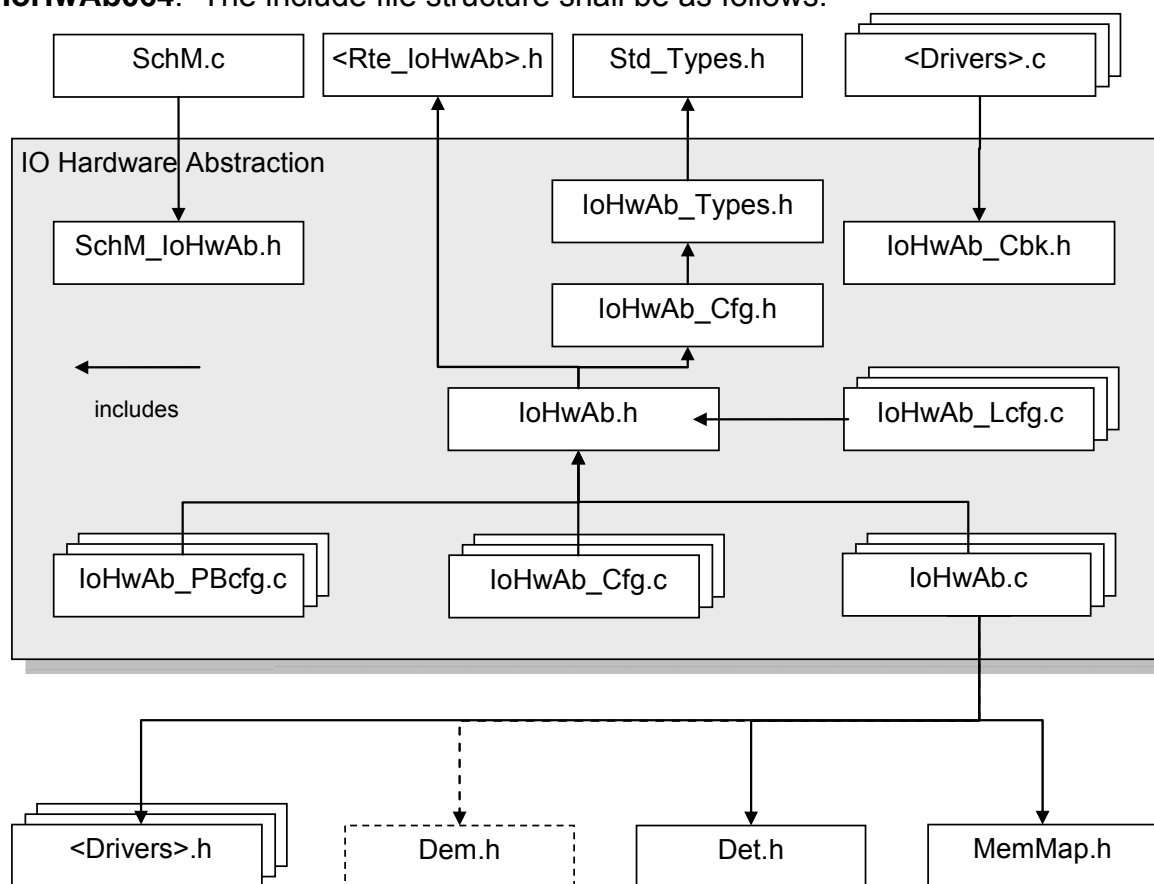 The include file structure shall be as follows:
SchM.c
<Rte_IoHwAb>.h
Std_Types.h
<Drivers>.c
IO Hardware Abstraction
IoHwAb_Types.h
SchM_IoHwAb.h
IoHwAb_Cbk.h
IoHwAb_Cfg.h
includes
IoHwAb.h
IoHwAb_Lcfg.c
IoHwAb_PBcfg.c
IoHwAb_Cfg.c
IoHwAb.c
<Drivers>.h
Dem.h
Det.h
MemMap.h